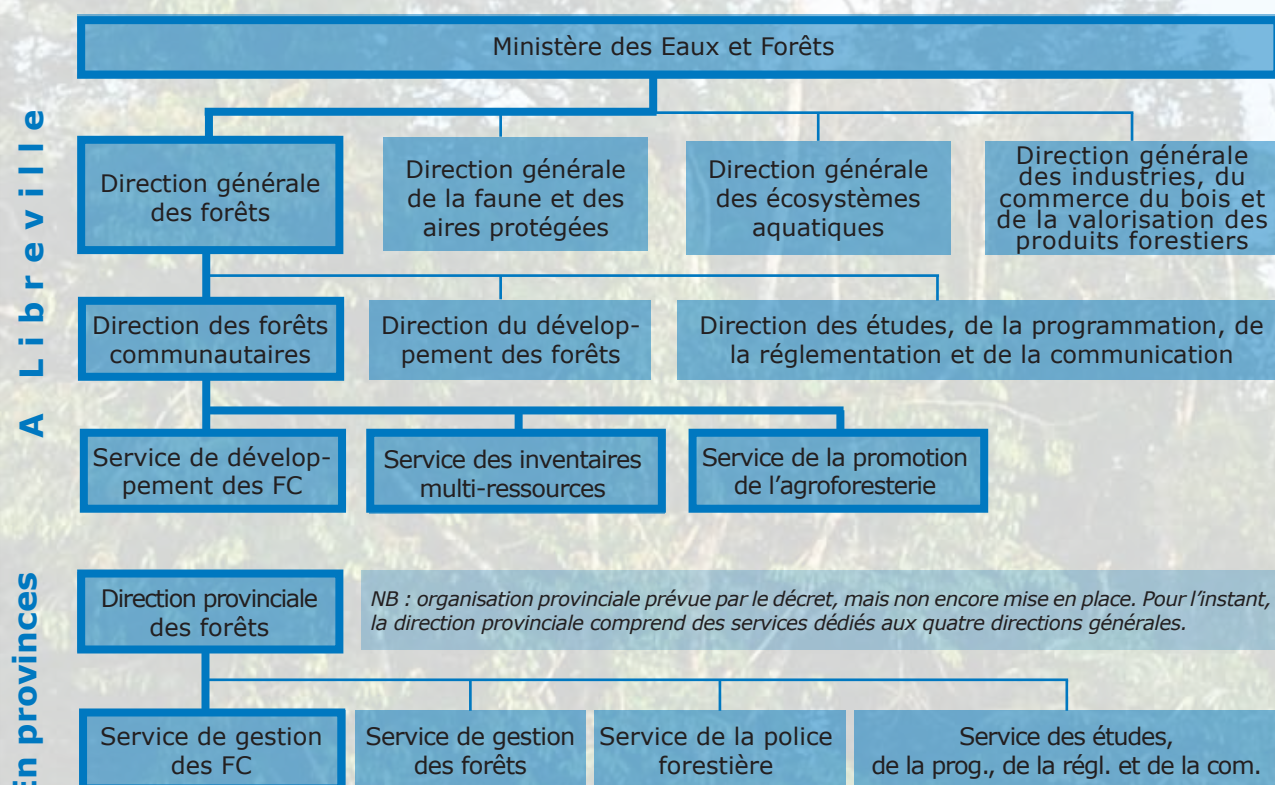 Ministère des Eaux et Forêts
A Libreville
Direction générale
des forêts
Direction générale
de la faune et des
aires protégées
Direction générale
des écosystèmes
aquatiques
Direction générale
des industries, du
commerce du bois et
de la valorisation des
produits forestiers
Direction des forêts
communautaires
Direction du dévelop-
pement des forêts
Direction des études, de la programmation, de
la réglementation et de la communication
Service de dévelop-
pement des FC
Service des inventaires
multi-ressources
Service de la promotion
de l'agroforesterie
En provinces
Direction provinciale
des forêts
NB : organisation provinciale prévue par le décret, mais non encore mise en place. Pour l'instant,
la direction provinciale comprend des services dédiés aux quatre directions générales.
Service de gestion
des FC
Service de gestion
des forêts
Service de la police
forestière
Service des études,
de la prog., de la régl. et de la com.